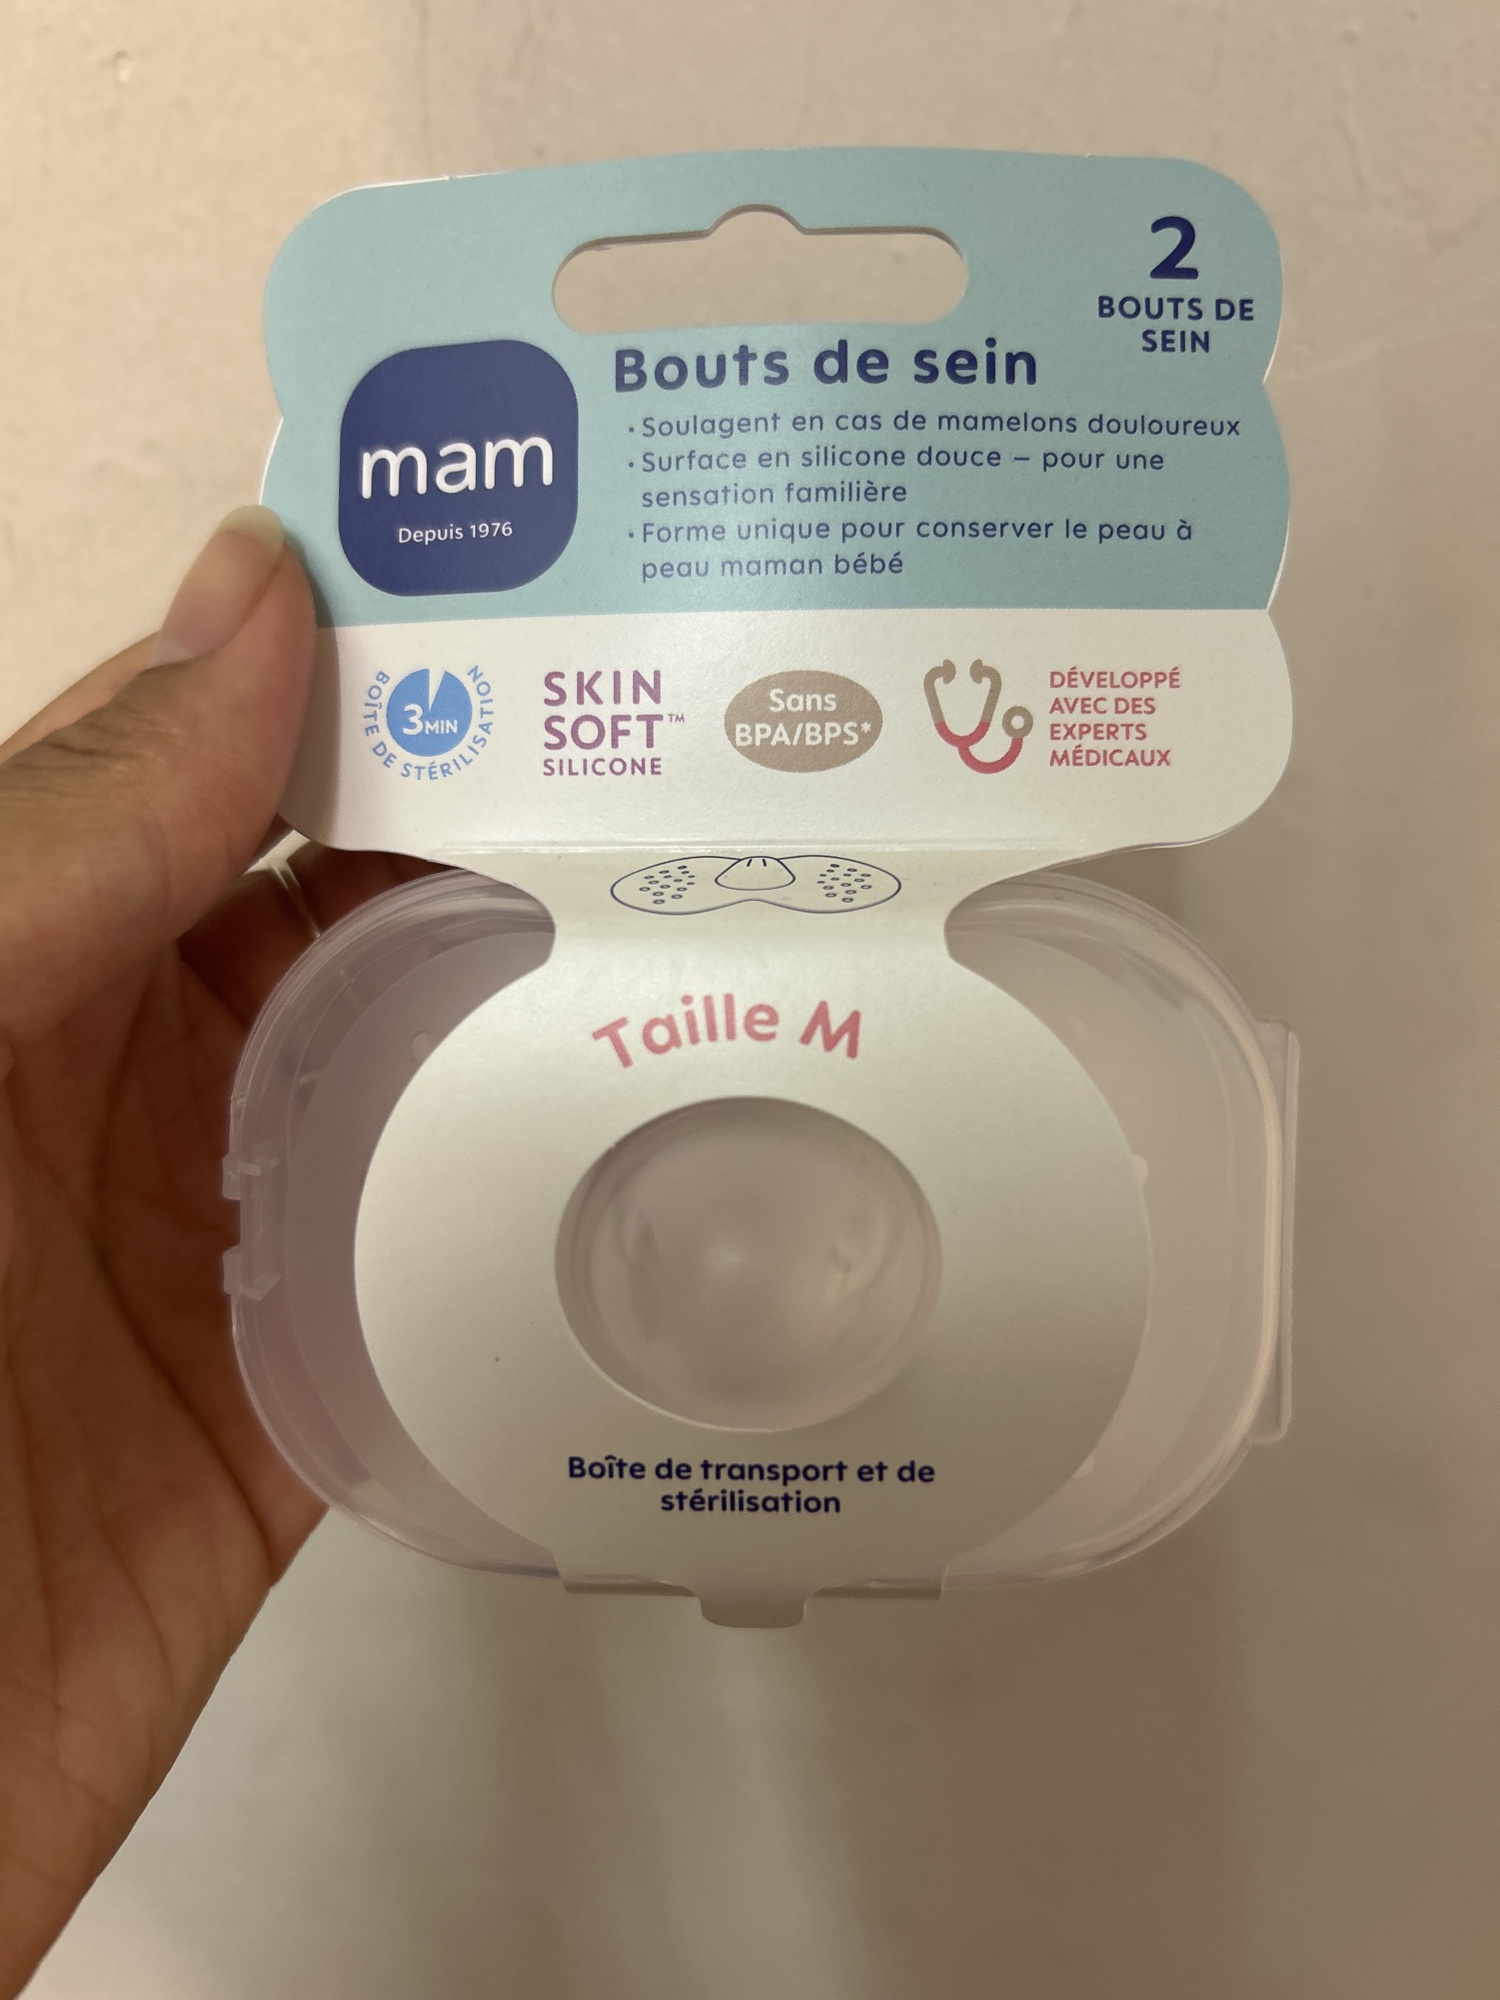 2
BOUTS DE
SEIN
Bouts de sein
mam
Depuis 1976
• Soulagent en cas de mamelons douloureux
• Surface en silicone douce – pour une
sensation familière
• Forme unique pour conserver le peau à
peau maman bébé
BOÎTE DE STÉRILISATION
3 MIN
SKIN
SOFT™
SILICONE
Sans
BPA/BPS*
DÉVELOPPÉ
AVEC DES
EXPERTS
MÉDICAUX
Taille M
Boîte de transport et de
stérilisation